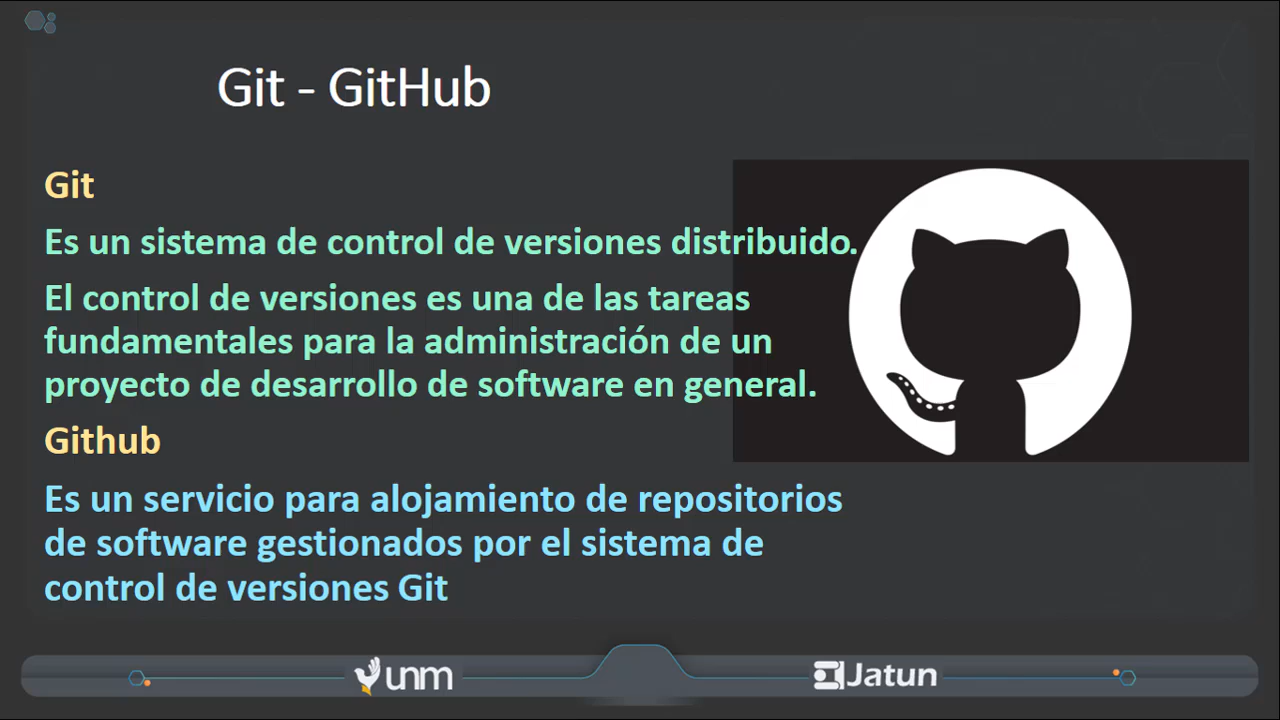 Git - GitHub
Git
Es un sistema de control de versiones distribuido.
El control de versiones es una de las tareas
fundamentales para la administración de un
proyecto de desarrollo de software en general.
Github
Es un servicio para alojamiento de repositorios
de software gestionados por el sistema de
control de versiones Git
unm
Jatun